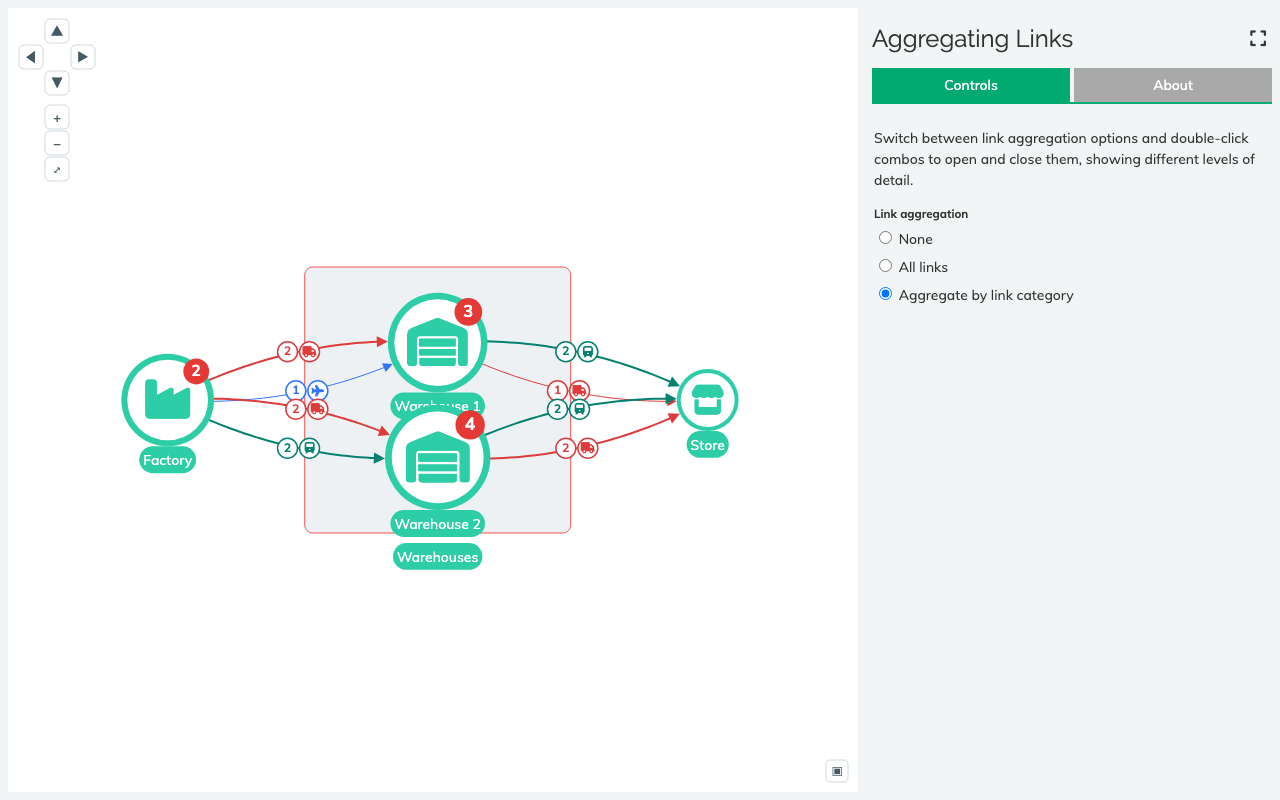 Aggregating Links
Controls
About
Switch between link aggregation options and double-click
combos to open and close them, showing different levels of
detail.
Link aggregation
None
All links
Aggregate by link category
+
−
2
Factory
2
1
2
2
3
Warehouse 1
4
Warehouse 2
Warehouses
2
1
2
2
Store